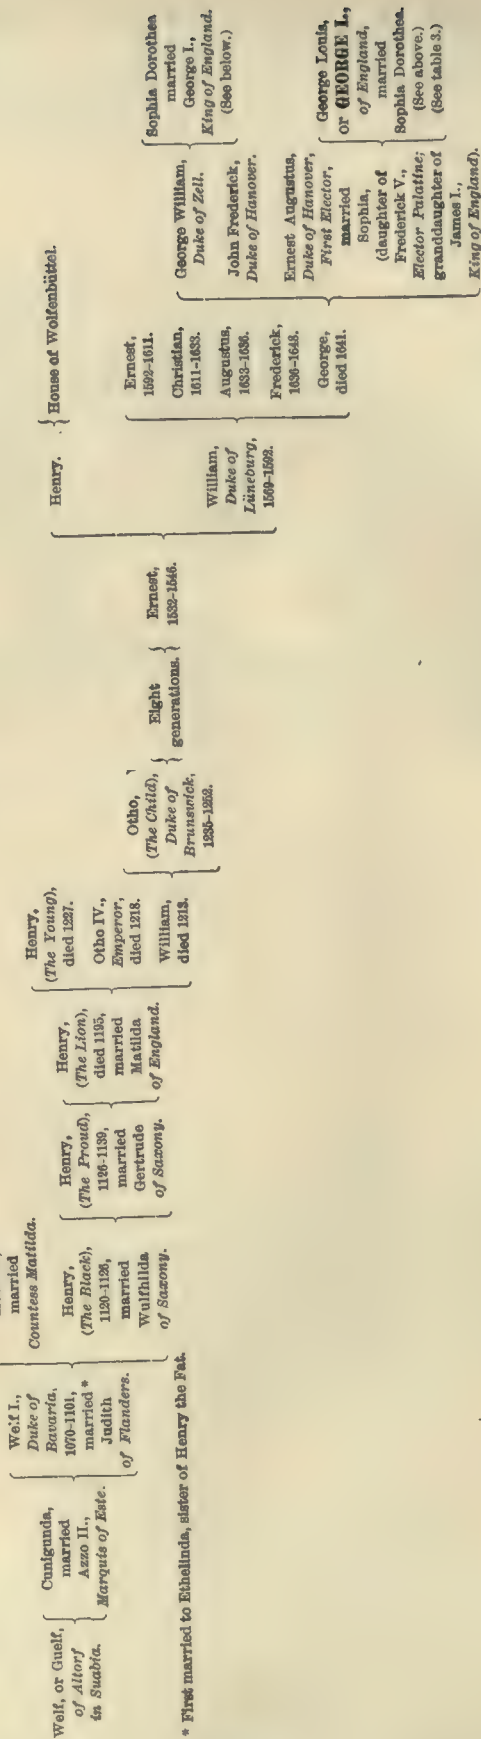 Welf, or Guelf,
of Altorf
in Suabia.
Cunigunda,
married
Azzo II.,
Marquis of Este.
Welf I.,
Duke of
Bavaria,
1070-1101,
married *
Judith
of Flanders.
married
Countess Matilda.
Henry,
(The Black),
1120-1126,
married
Wulfhilda
of Saxony.
Henry,
(The Proud),
1126-1139,
married
Gertrude
of Saxony.
Henry,
(The Lion),
died 1195,
married
Matilda
of England.
Henry,
(The Young),
died 1227.
Otho IV.,
Emperor,
died 1218.
William,
died 1213.
Otho,
(The Child),
Duke of
Brunswick,
1235-1252.
Eight
generations.
Ernest,
1532-1546.
Henry.
House of Wolfenbüttel.
William,
Duke of
Lüneburg,
1569-1592.
Ernest,
1592-1611.
Christian,
1611-1633.
Augustus,
1633-1636.
Frederick,
1636-1648.
George,
died 1641.
George William,
Duke of Zell.
John Frederick,
Duke of Hanover.
Ernest Augustus,
Duke of Hanover,
First Elector,
married
Sophia,
(daughter of
Frederick V.,
Elector Palatine;
granddaughter of
James I.,
King of England).
Sophia Dorothea
married
George I.,
King of England.
(See below.)
George Louis,
or GEORGE I.,
of England,
married
Sophia Dorothea.
(See above.)
(See table 3.)
* First married to Ethelinda, sister of Henry the Fat.